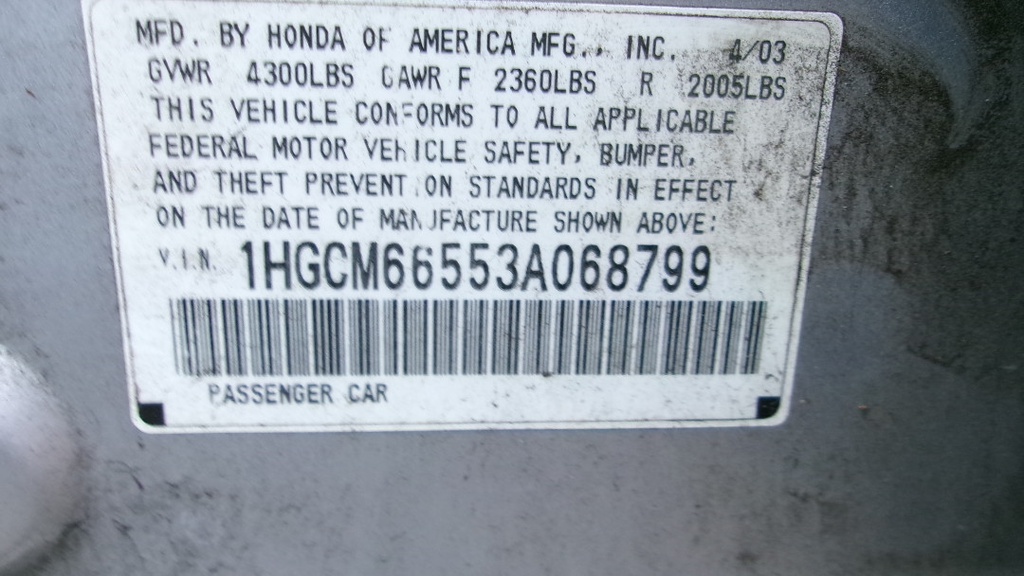 MFD. BY HONDA OF AMERICA MFG., INC. 4/03
GVWR 4300LBS GAWR F 2360LBS R 2005LBS
THIS VEHICLE CONFORMS TO ALL APPLICABLE
FEDERAL MOTOR VEHICLE SAFETY, BUMPER,
AND THEFT PREVENTION STANDARDS IN EFFECT
ON THE DATE OF MANUFACTURE SHOWN ABOVE:
V.I.N. 1HGCM66553A068799
PASSENGER CAR